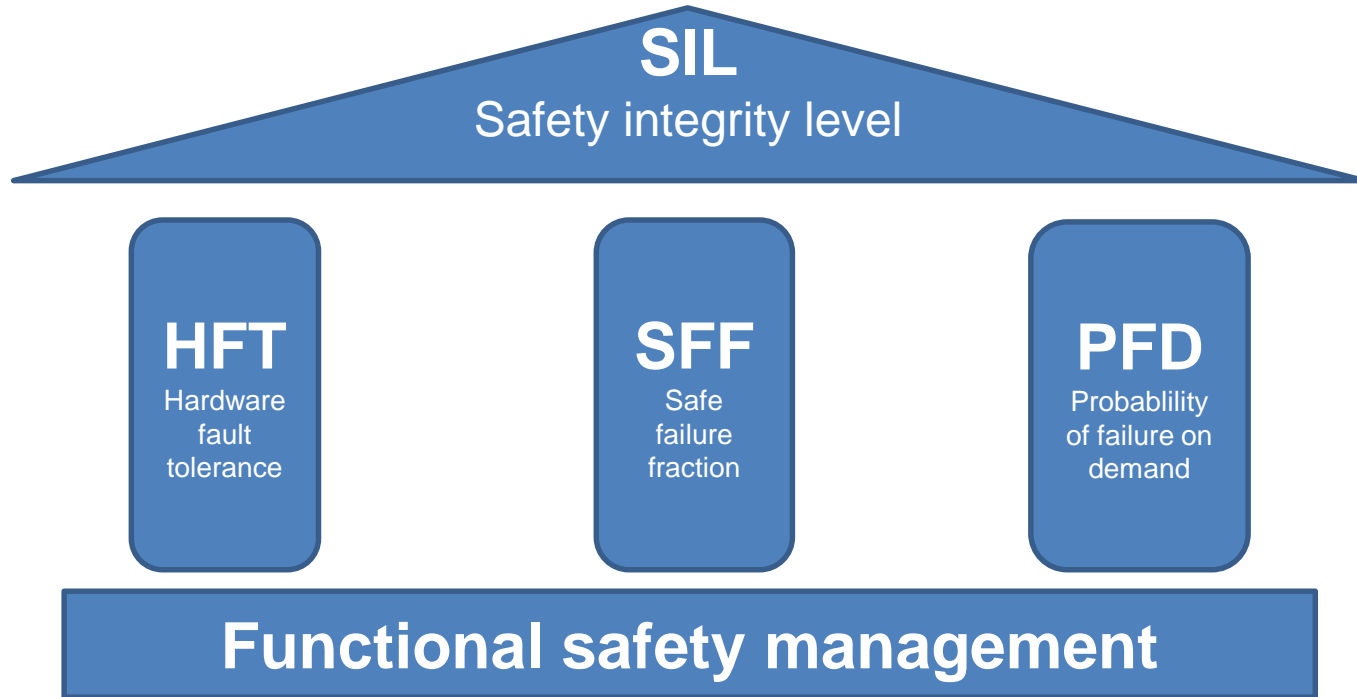 SIL
Safety integrity level
HFT
Hardware
fault
tolerance
SFF
Safe
failure
fraction
PFD
Probablility
of failure on
demand
Functional safety management